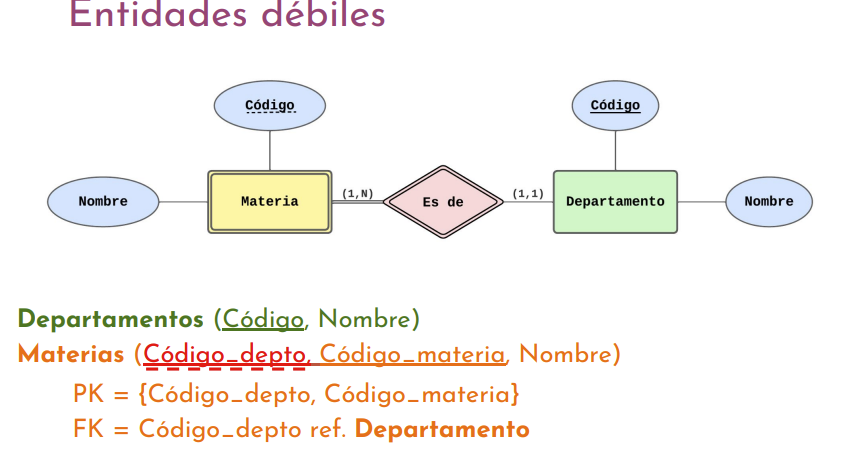 Entidades débiles
Código
Código
Nombre
Materia
(1,N)
Es de
(1,1)
Departamento
Nombre
Departamentos (Código, Nombre)
Materias (Código_depto, Código_materia, Nombre)
PK = {Código_depto, Código_materia}
FK = Código_depto ref. Departamento